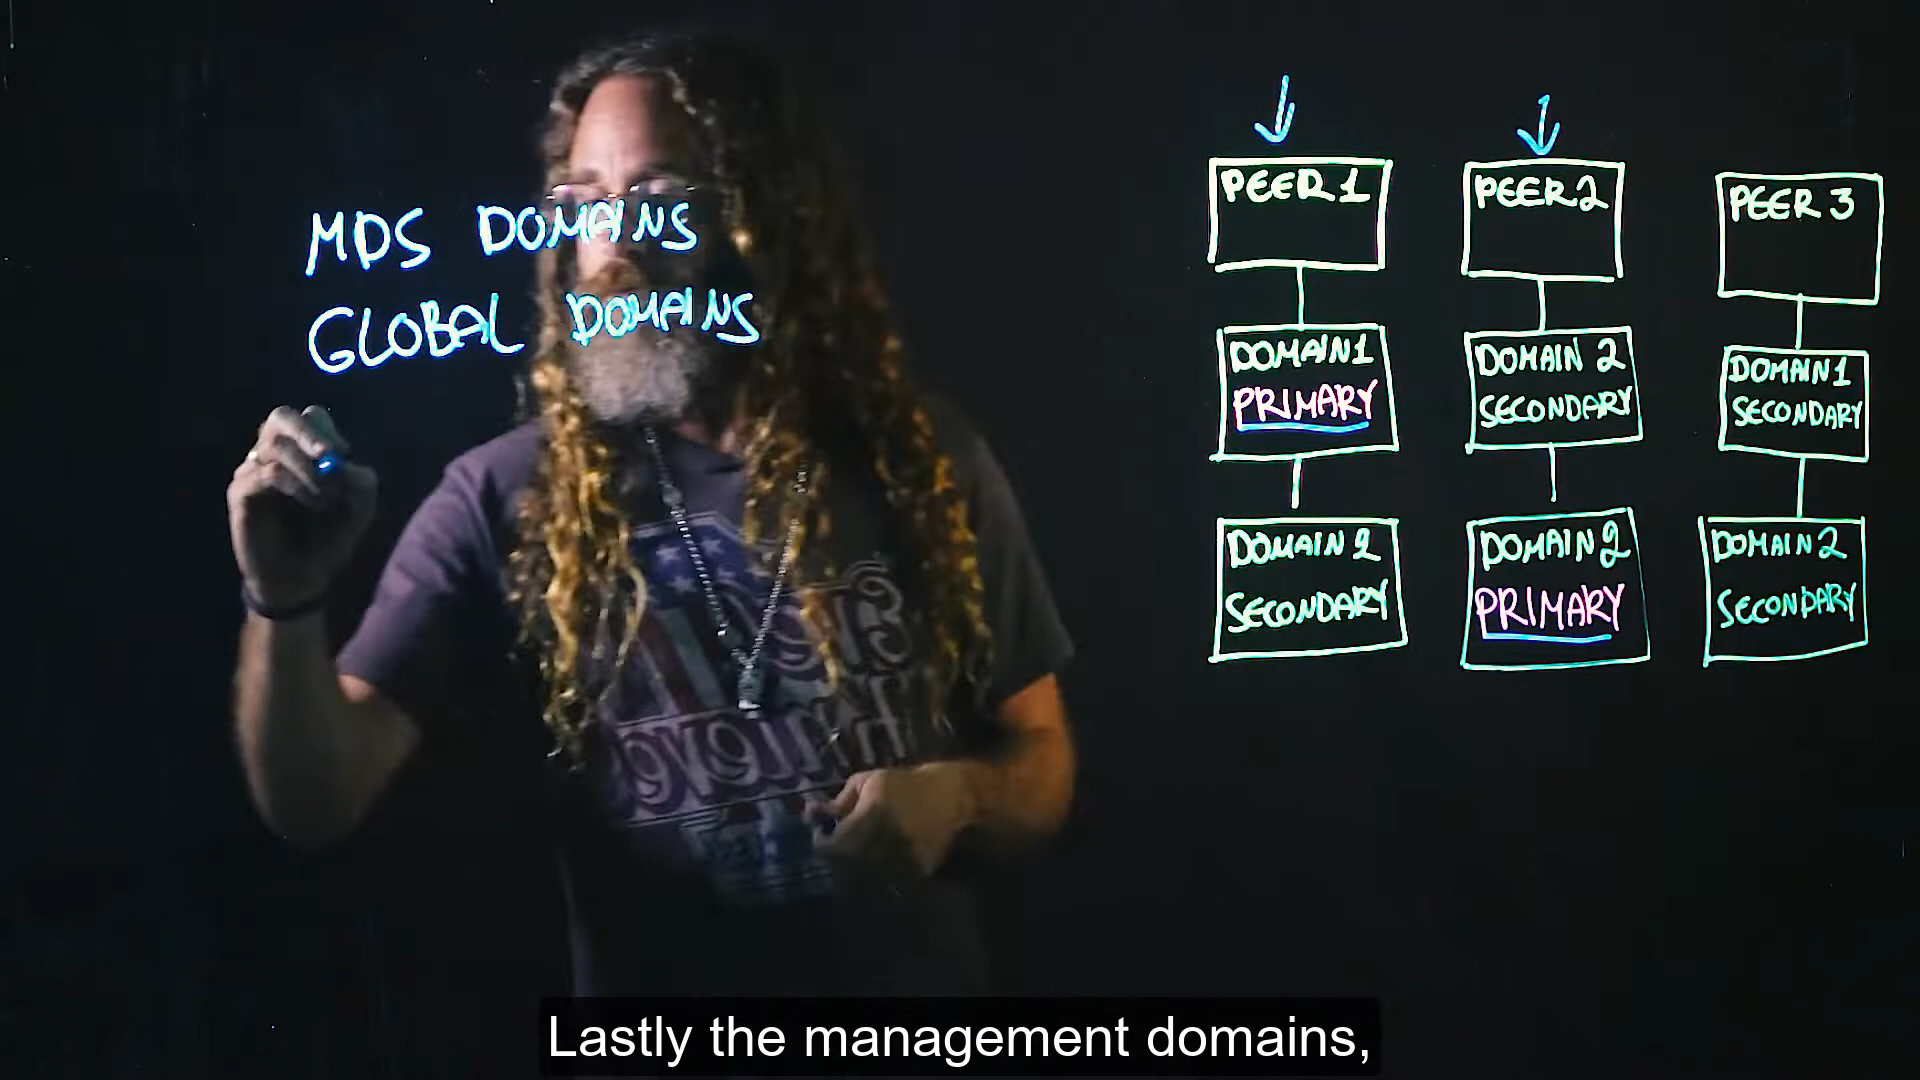 MDS DOMAINS
GLOBAL DOMAINS
PEER 1
DOMAIN 1
PRIMARY
DOMAIN 2
SECONDARY
PEER 2
DOMAIN 2
SECONDARY
DOMAIN 2
PRIMARY
PEER 3
DOMAIN 1
SECONDARY
DOMAIN 2
SECONDARY
Lastly the management domains,